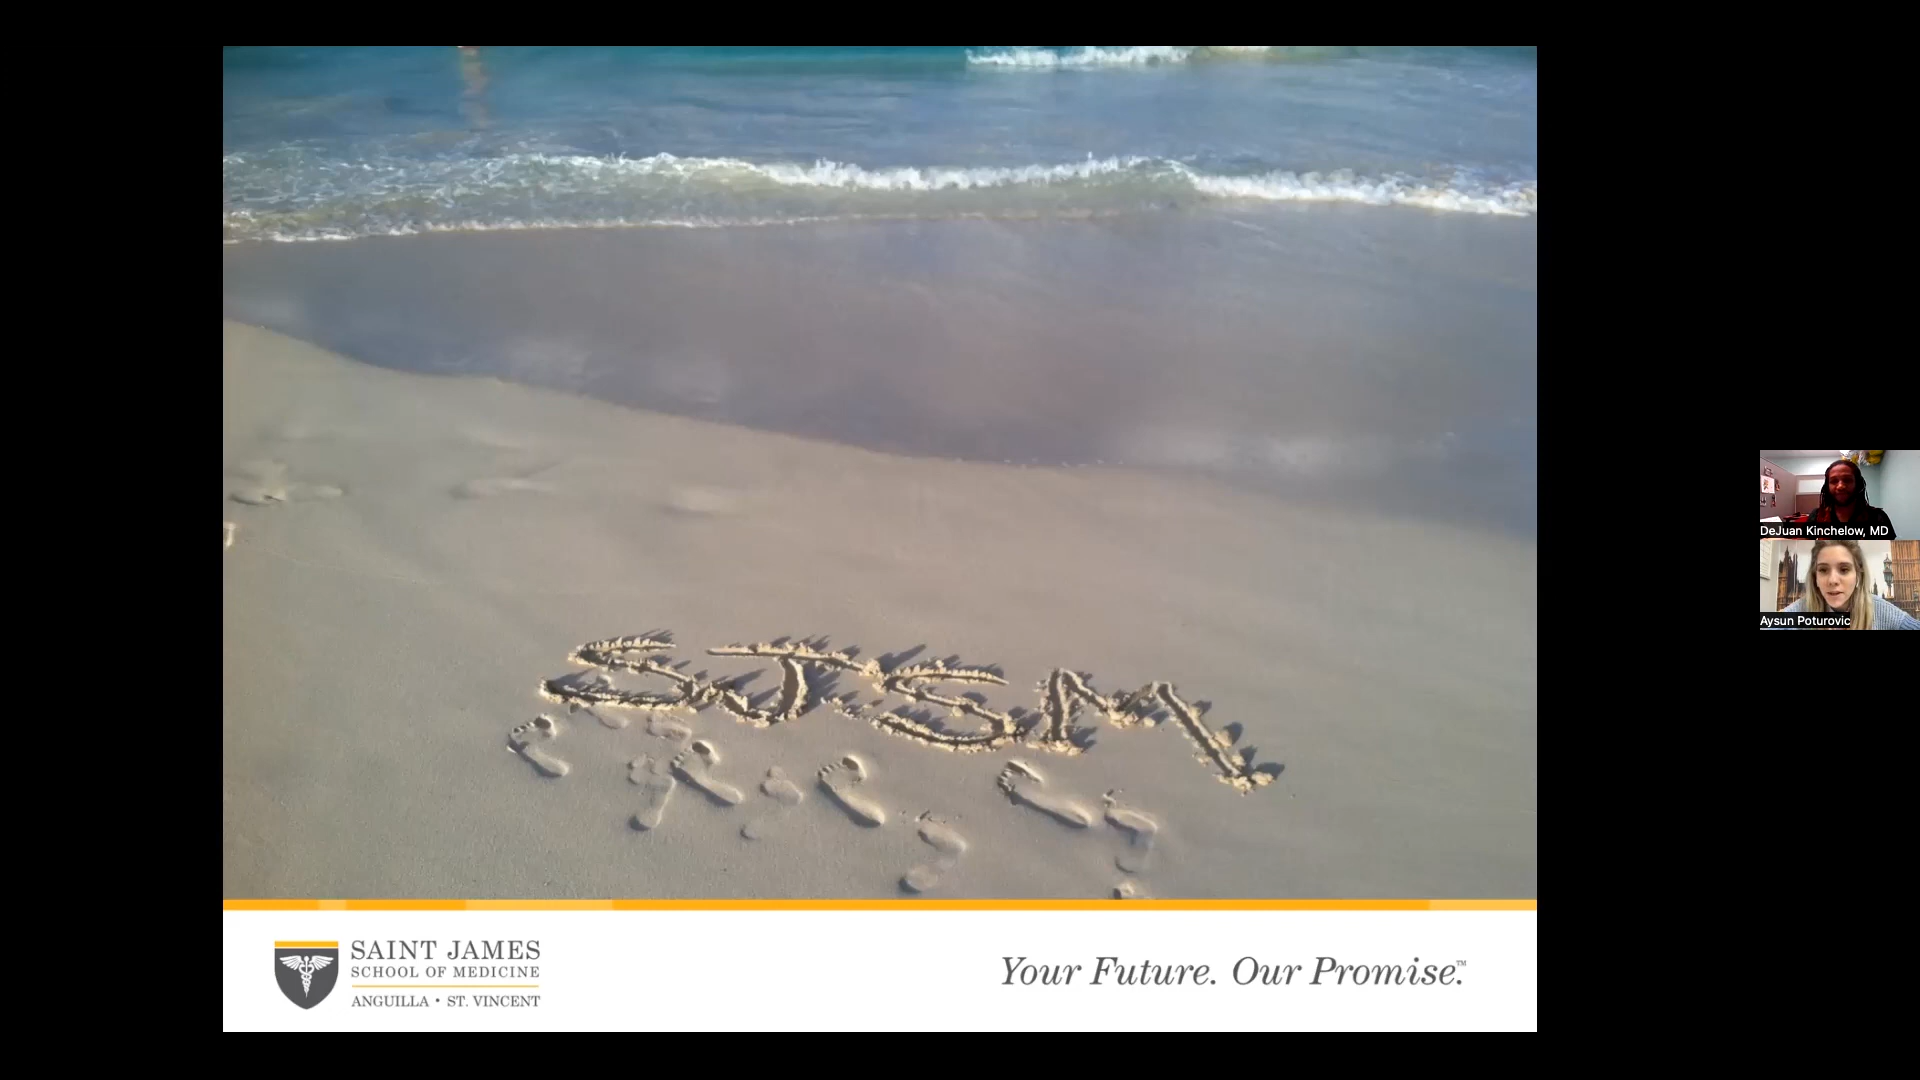 SJSM
SAINT JAMES
SCHOOL OF MEDICINE
ANGUILLA • ST. VINCENT
Your Future. Our Promise.™
DeJuan Kinchelow, MD
Aysun Poturovic